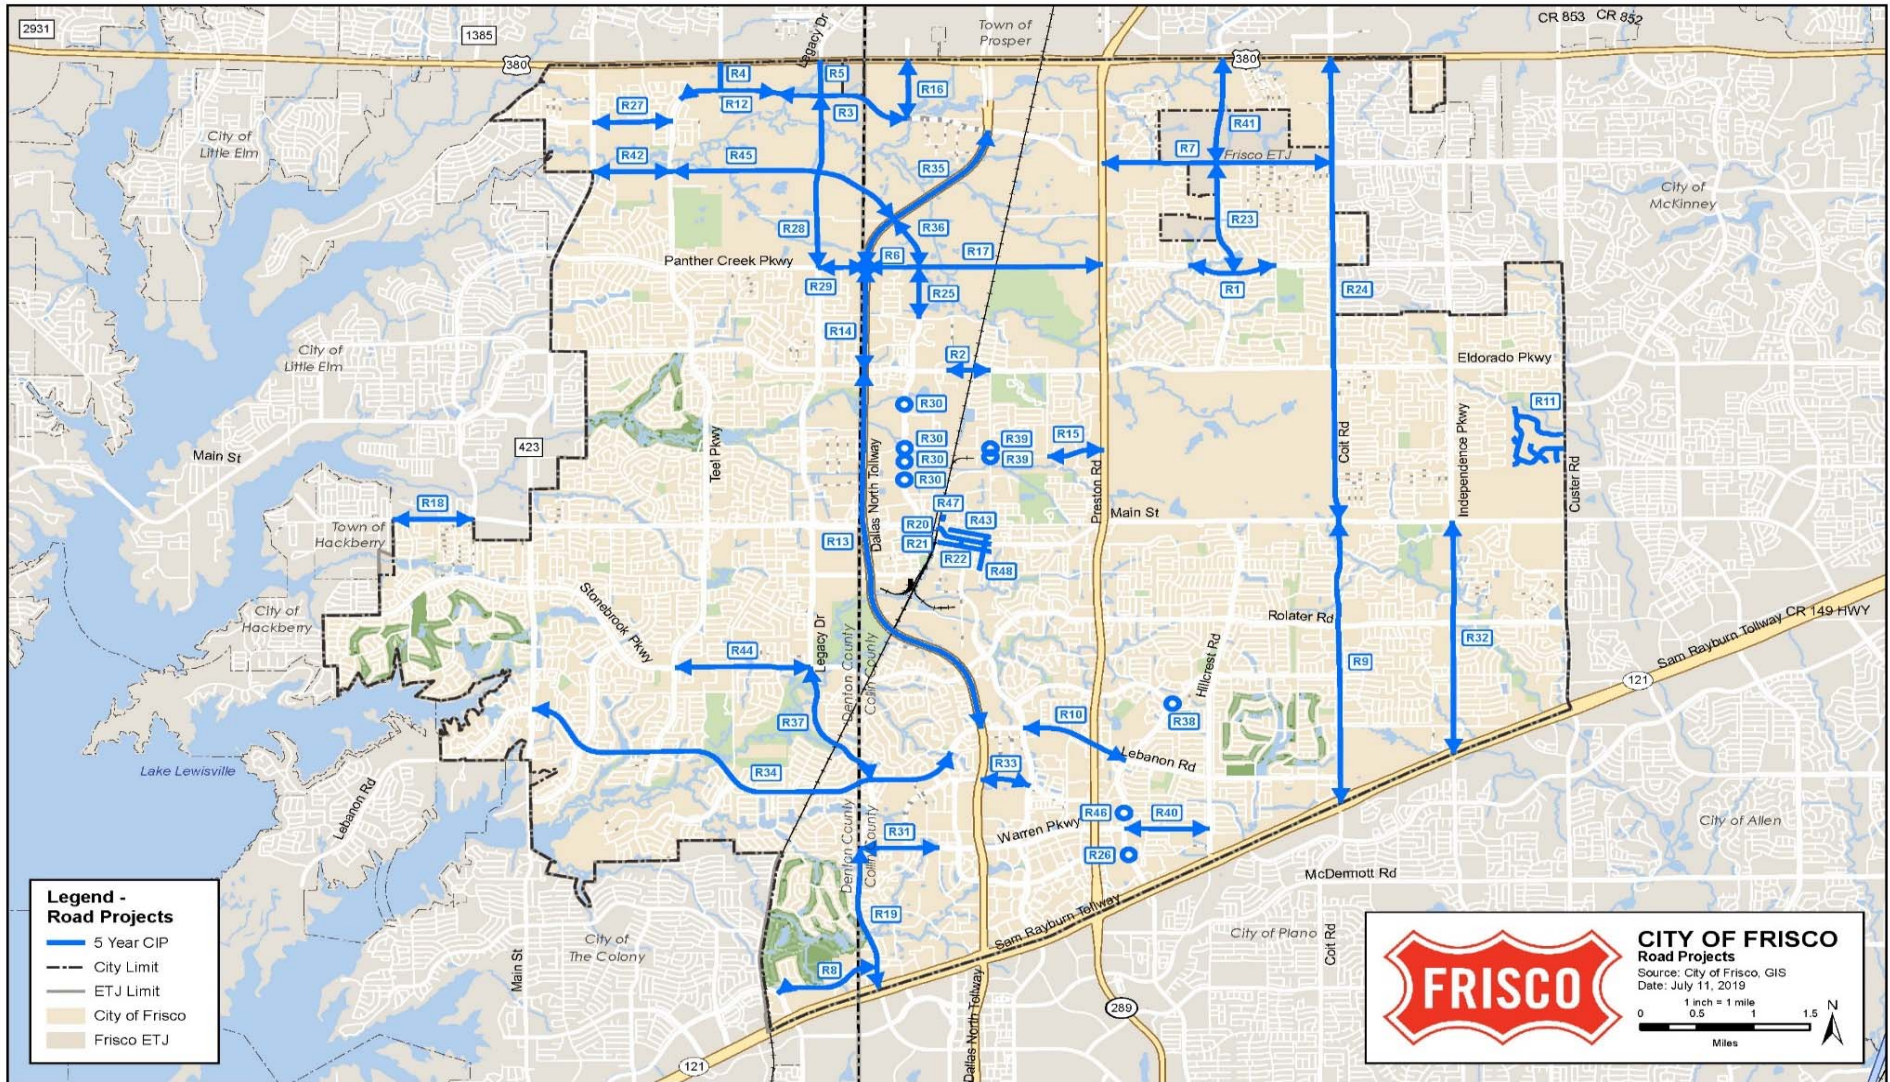 2931
1385
Legacy Dr
Town of
Prosper
CR 853
CR 852
380
380
R4
R5
R16
R12
R3
R27
R41
City of
Little Elm
R42
R45
R35
R7
Frisco ETJ
City of
McKinney
R28
R36
R23
Panther Creek Pkwy
R6
R17
R29
R25
R1
R24
R14
City of
Little Elm
R2
Eldorado Pkwy
R30
R11
R30
R39
R15
R30
R39
R30
423
Main St
Teel Pkwy
Dallas North Tollway
Preston Rd
Coit Rd
Independence Pkwy
Custer Rd
R18
R47
Main St
Town of
Hackberry
R20
R43
R13
R21
R22
R48
City of
Hackberry
Stonebrook Pkwy
Rolater Rd
CR 149 HWY
Sam Rayburn Tollway
R44
Legacy Dr
Denton County
Collin County
Hillcrest Rd
R9
R32
121
R37
R10
R38
Lebanon Rd
Lake Lewisville
R34
R33
Lebanon Rd
R46
R40
Denton County
Collin County
R31
Warren Pkwy
R26
City of Allen
McDermott Rd
R19
Sam Rayburn Tollway
City of Plano
Coit Rd
City of
The Colony
Main St
R8
Dallas North Tollway
289
121
Legend -
Road Projects
5 Year CIP
City Limit
ETJ Limit
City of Frisco
Frisco ETJ
FRISCO
CITY OF FRISCO
Road Projects
Source: City of Frisco, GIS
Date: July 11, 2019
1 inch = 1 mile
N
0 0.5 1 1.5
Miles